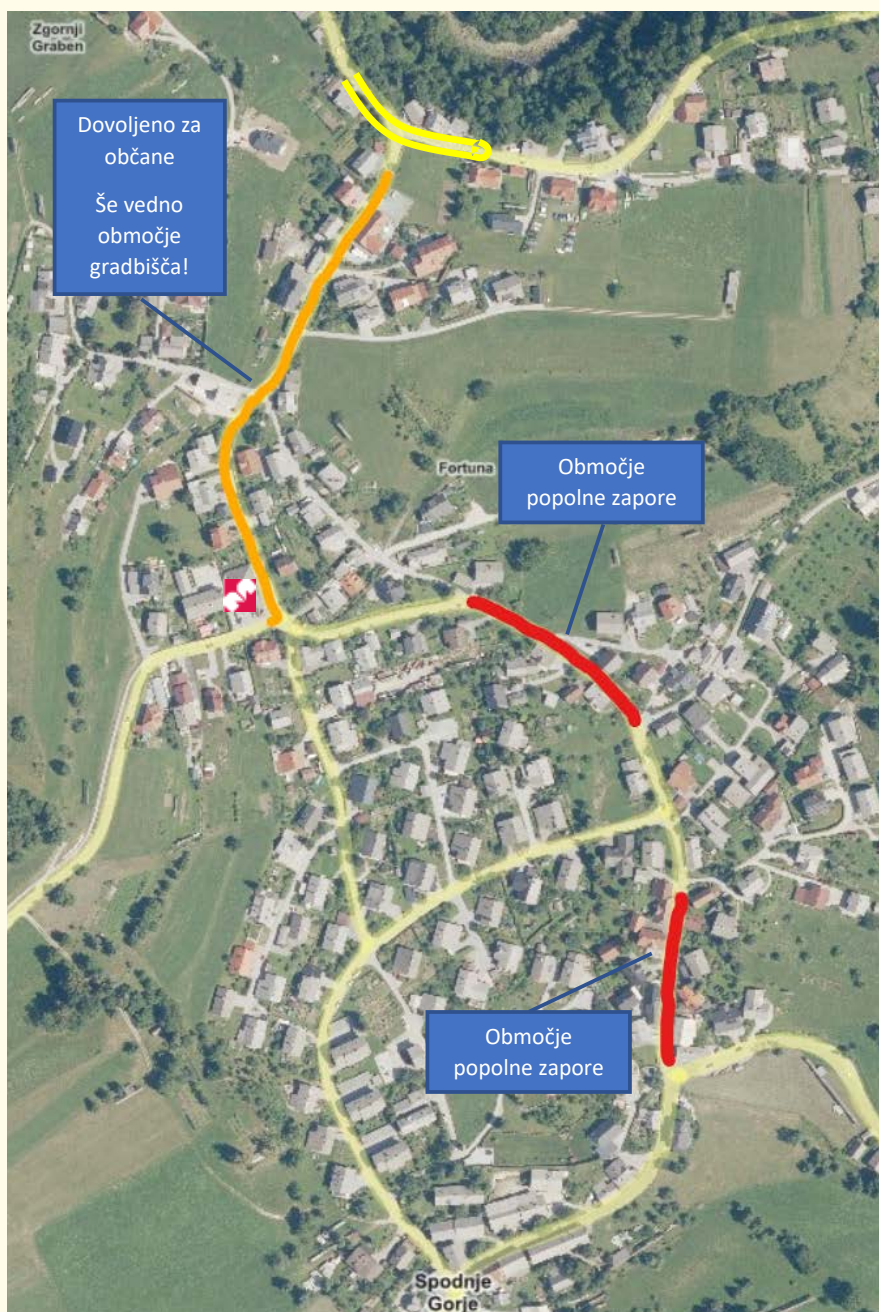 Zgornji
Graben
Dovoljeno za
občane
Še vedno
območje
gradbišča!
Fortuna
Območje
popolne zapore
Območje
popolne zapore
Spodnje
Gorje